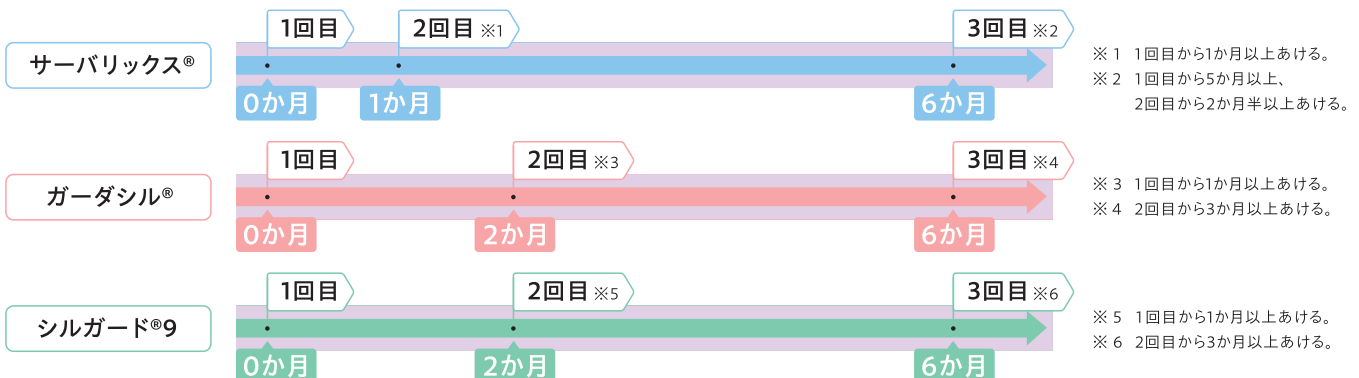 サーバリックス®
1回目
2回目 ※1
3回目 ※2
0か月
1か月
6か月
※1 1回目から1か月以上あける。
※2 1回目から5か月以上、
2回目から2か月半以上あける。
ガーダシル®
1回目
2回目 ※3
3回目 ※4
0か月
2か月
6か月
※3 1回目から1か月以上あける。
※4 2回目から3か月以上あける。
シルガード®9
1回目
2回目 ※5
3回目 ※6
0か月
2か月
6か月
※5 1回目から1か月以上あける。
※6 2回目から3か月以上あける。